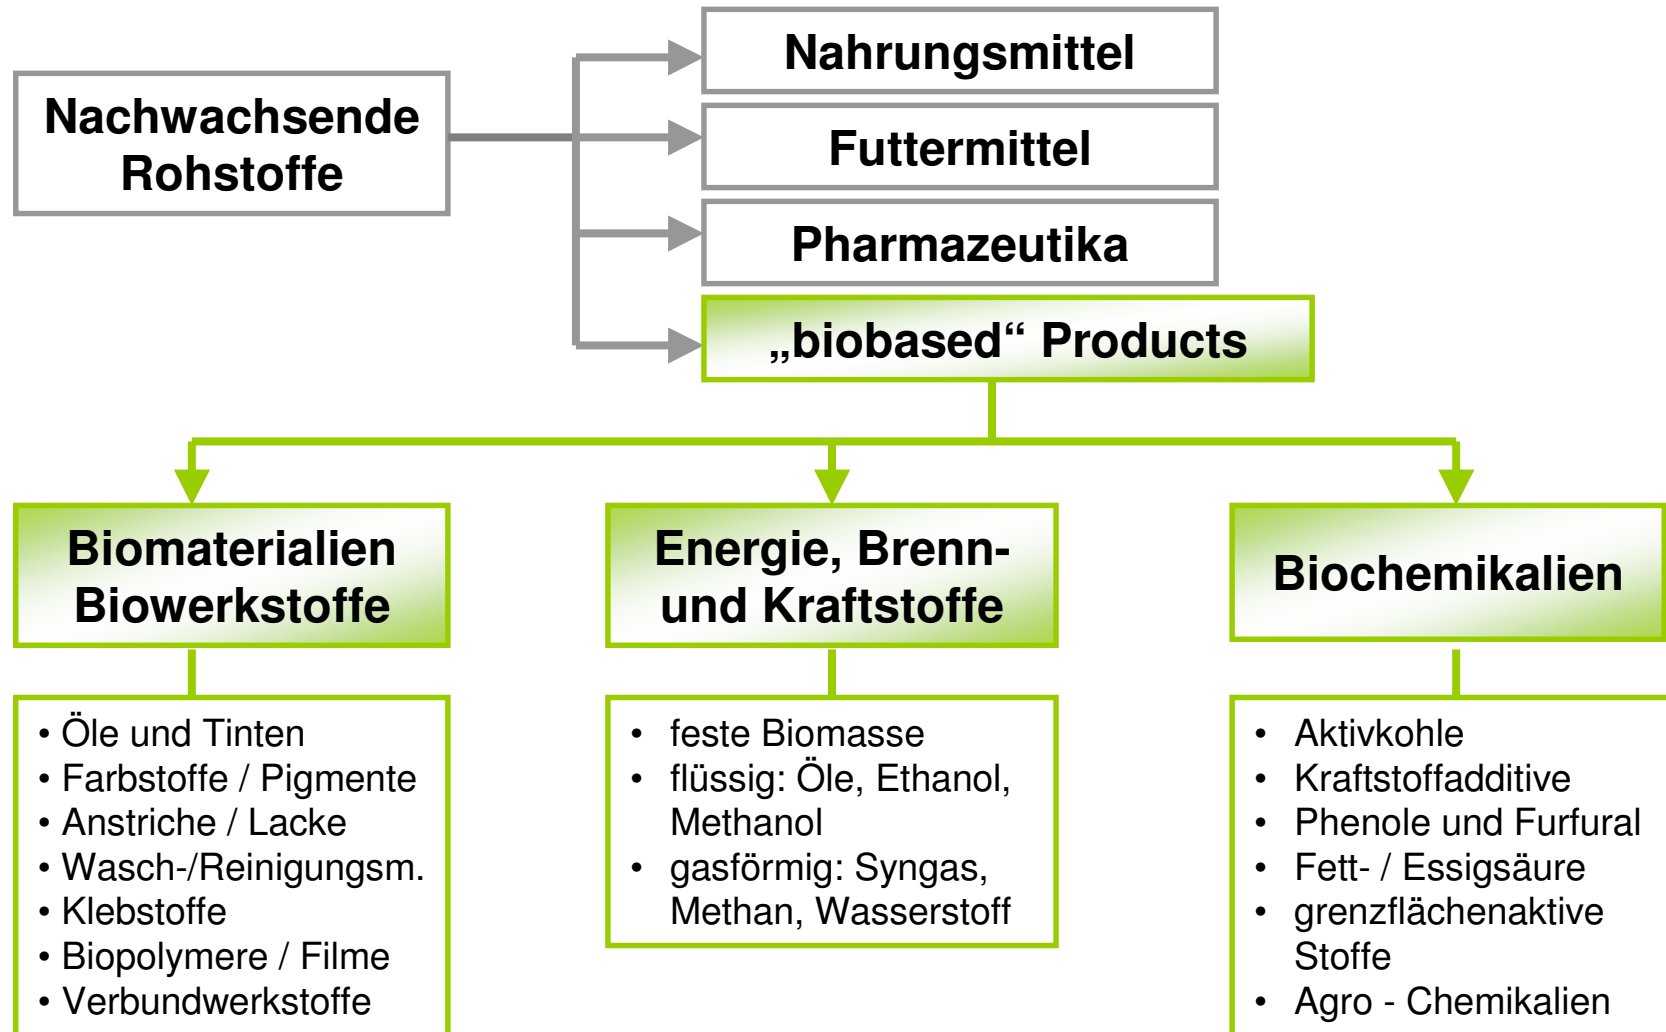 Nachwachsende
Rohstoffe
Nahrungsmittel
Futtermittel
Pharmazeutika
„biobased“ Products
Biomaterialien
Biowerkstoffe
• Öle und Tinten
• Farbstoffe / Pigmente
• Anstriche / Lacke
• Wasch-/Reinigungsm.
• Klebstoffe
• Biopolymere / Filme
• Verbundwerkstoffe
Energie, Brenn-
und Kraftstoffe
• feste Biomasse
• flüssig: Öle, Ethanol,
Methanol
• gasförmig: Syngas,
Methan, Wasserstoff
Biochemikalien
• Aktivkohle
• Kraftstoffadditive
• Phenole und Furfural
• Fett- / Essigsäure
• grenzflächenaktive
Stoffe
• Agro - Chemikalien